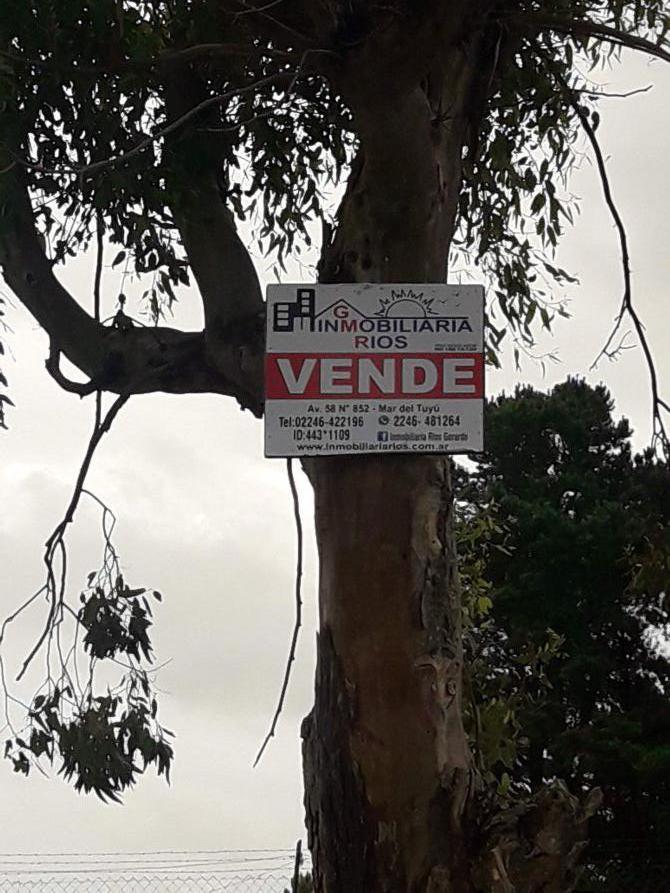 G
INMOBILIARIA
RIOS
VENDE
Av. 58 N° 852 - Mar del Tuyú
Tel:02246-422196 2246- 481264
ID:443*1109 Inmobiliaria Rios Gerardo
www.inmobiliariarios.com.ar